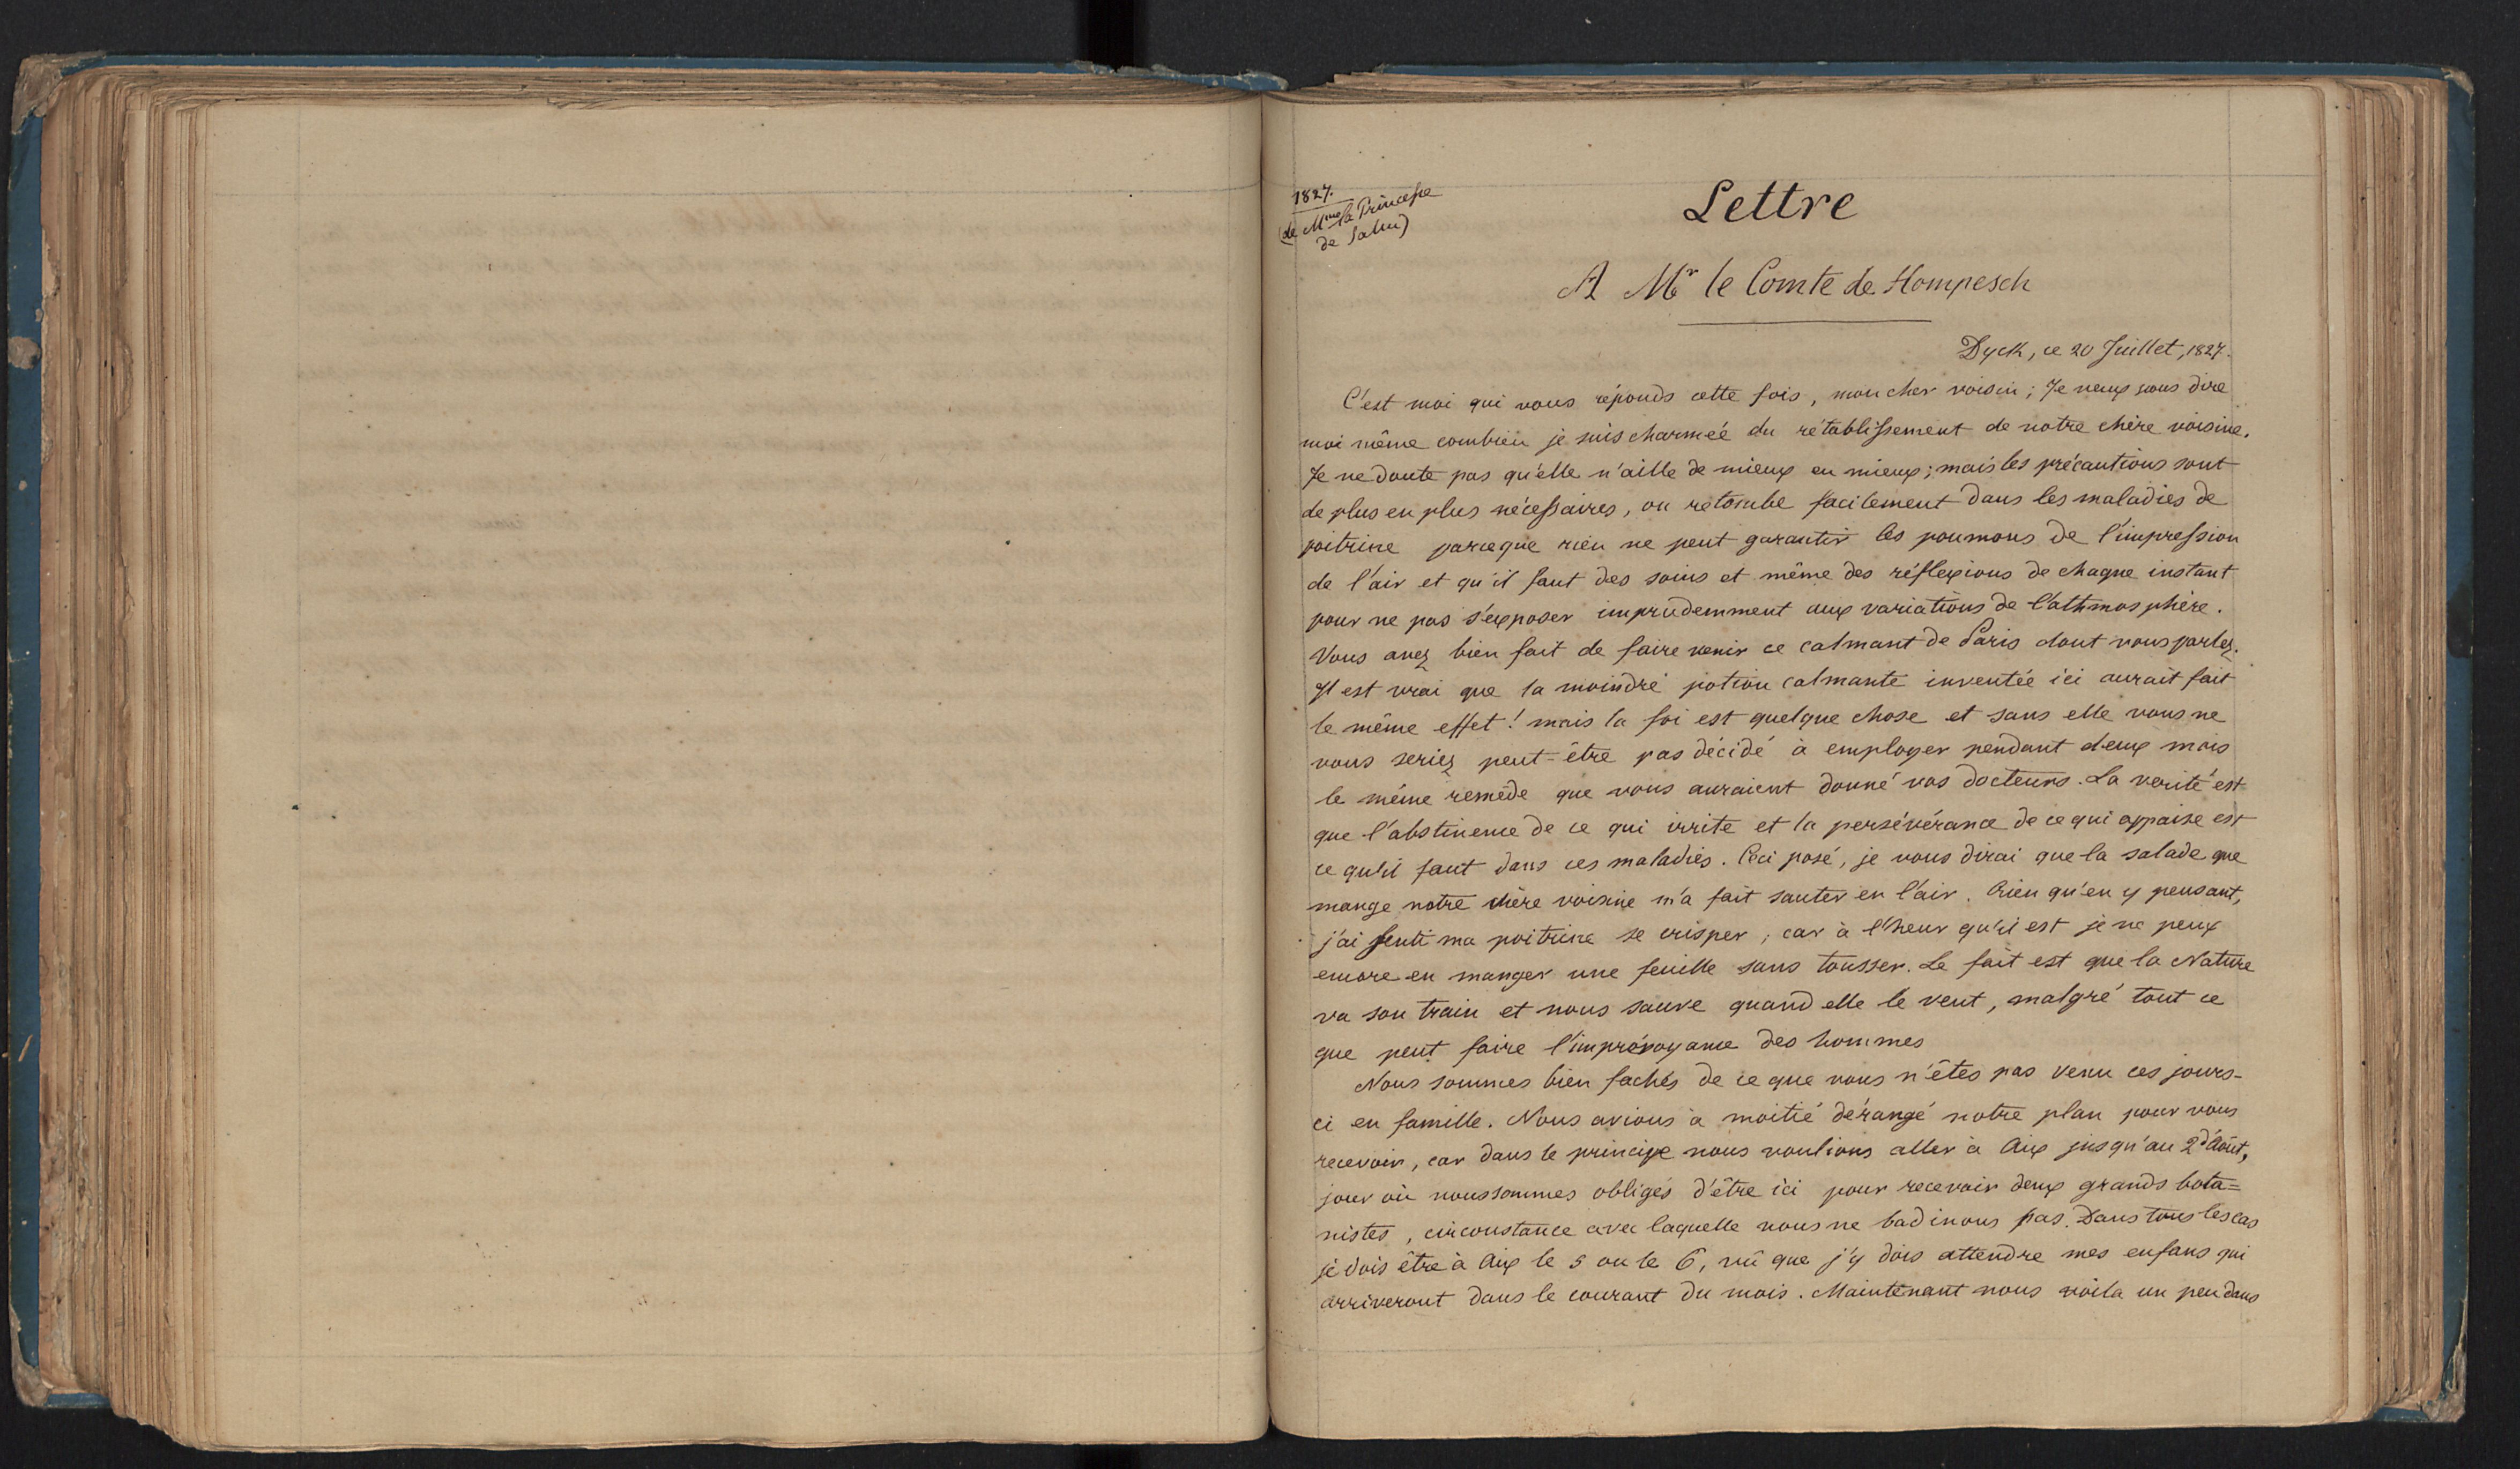 1827.
(de Mme la Princesse
de Salm)
Lettre
A Mr le Comte de Hompesch
Dyck, ce 20 Juillet, 1827.
C'est moi qui vous réponds cette fois, mon cher voisin; Je veux vous dire
moi même combien je suis charmée du rétablissement de notre chère voisine.
Je ne doute pas qu'elle n'aille de mieux en mieux; mais les précautions sont
de plus en plus nécessaires, on retombe facilement dans les maladies de
poitrine parceque rien ne peut garantir les poumons de l'impression
de l'air et qu'il faut des soins et même des réflexions de chaque instant
pour ne pas s'exposer imprudemment aux variations de l'athmosphère.
Vous avez bien fait de faire venir ce calmant de Paris dont vous parlez.
Il est vrai que la moindre potion calmante inventée ici aurait fait
le même effet! mais la foi est quelque chose et sans elle vous ne
vous seriez peut-être pas décidé à employer pendant deux mois
le même remède que vous auraient donné vos docteurs. La verité est
que l'abstinence de ce qui irrite et la persévérance de ce qui appaise est
ce qu'il faut dans ces maladies. Ceci posé, je vous dirai que la salade que
mange notre chère voisine m'a fait sauter en l'air. Rien qu'en y pensant,
j'ai senti ma poitrine se crisper, car à l'heur qu'il est je ne peux
encore en manger une feuille sans tousser. Le fait est que la Nature
va son train et nous sauve quand elle le veut, malgré tout ce
que peut faire l'imprévoyance des hommes
Nous sommes bien fachés de ce que vous n'êtes pas venu ces jours-
ci en famille. Nous avions à moitié dérangé notre plan pour vous
recevoir, car dans le principe nous voulions aller à Aix jusqu'au 2 d'Août,
jour où nous sommes obligés d'être ici pour recevoir deux grands bota=
nistes, circonstance avec laquelle nous ne badinons pas. Dans tous les cas
je dois être à Aix le 5 ou le 6, vû que j'y dois attendre mes enfans qui
arriveront dans le courant du mois. Maintenant nous voila un peu dans